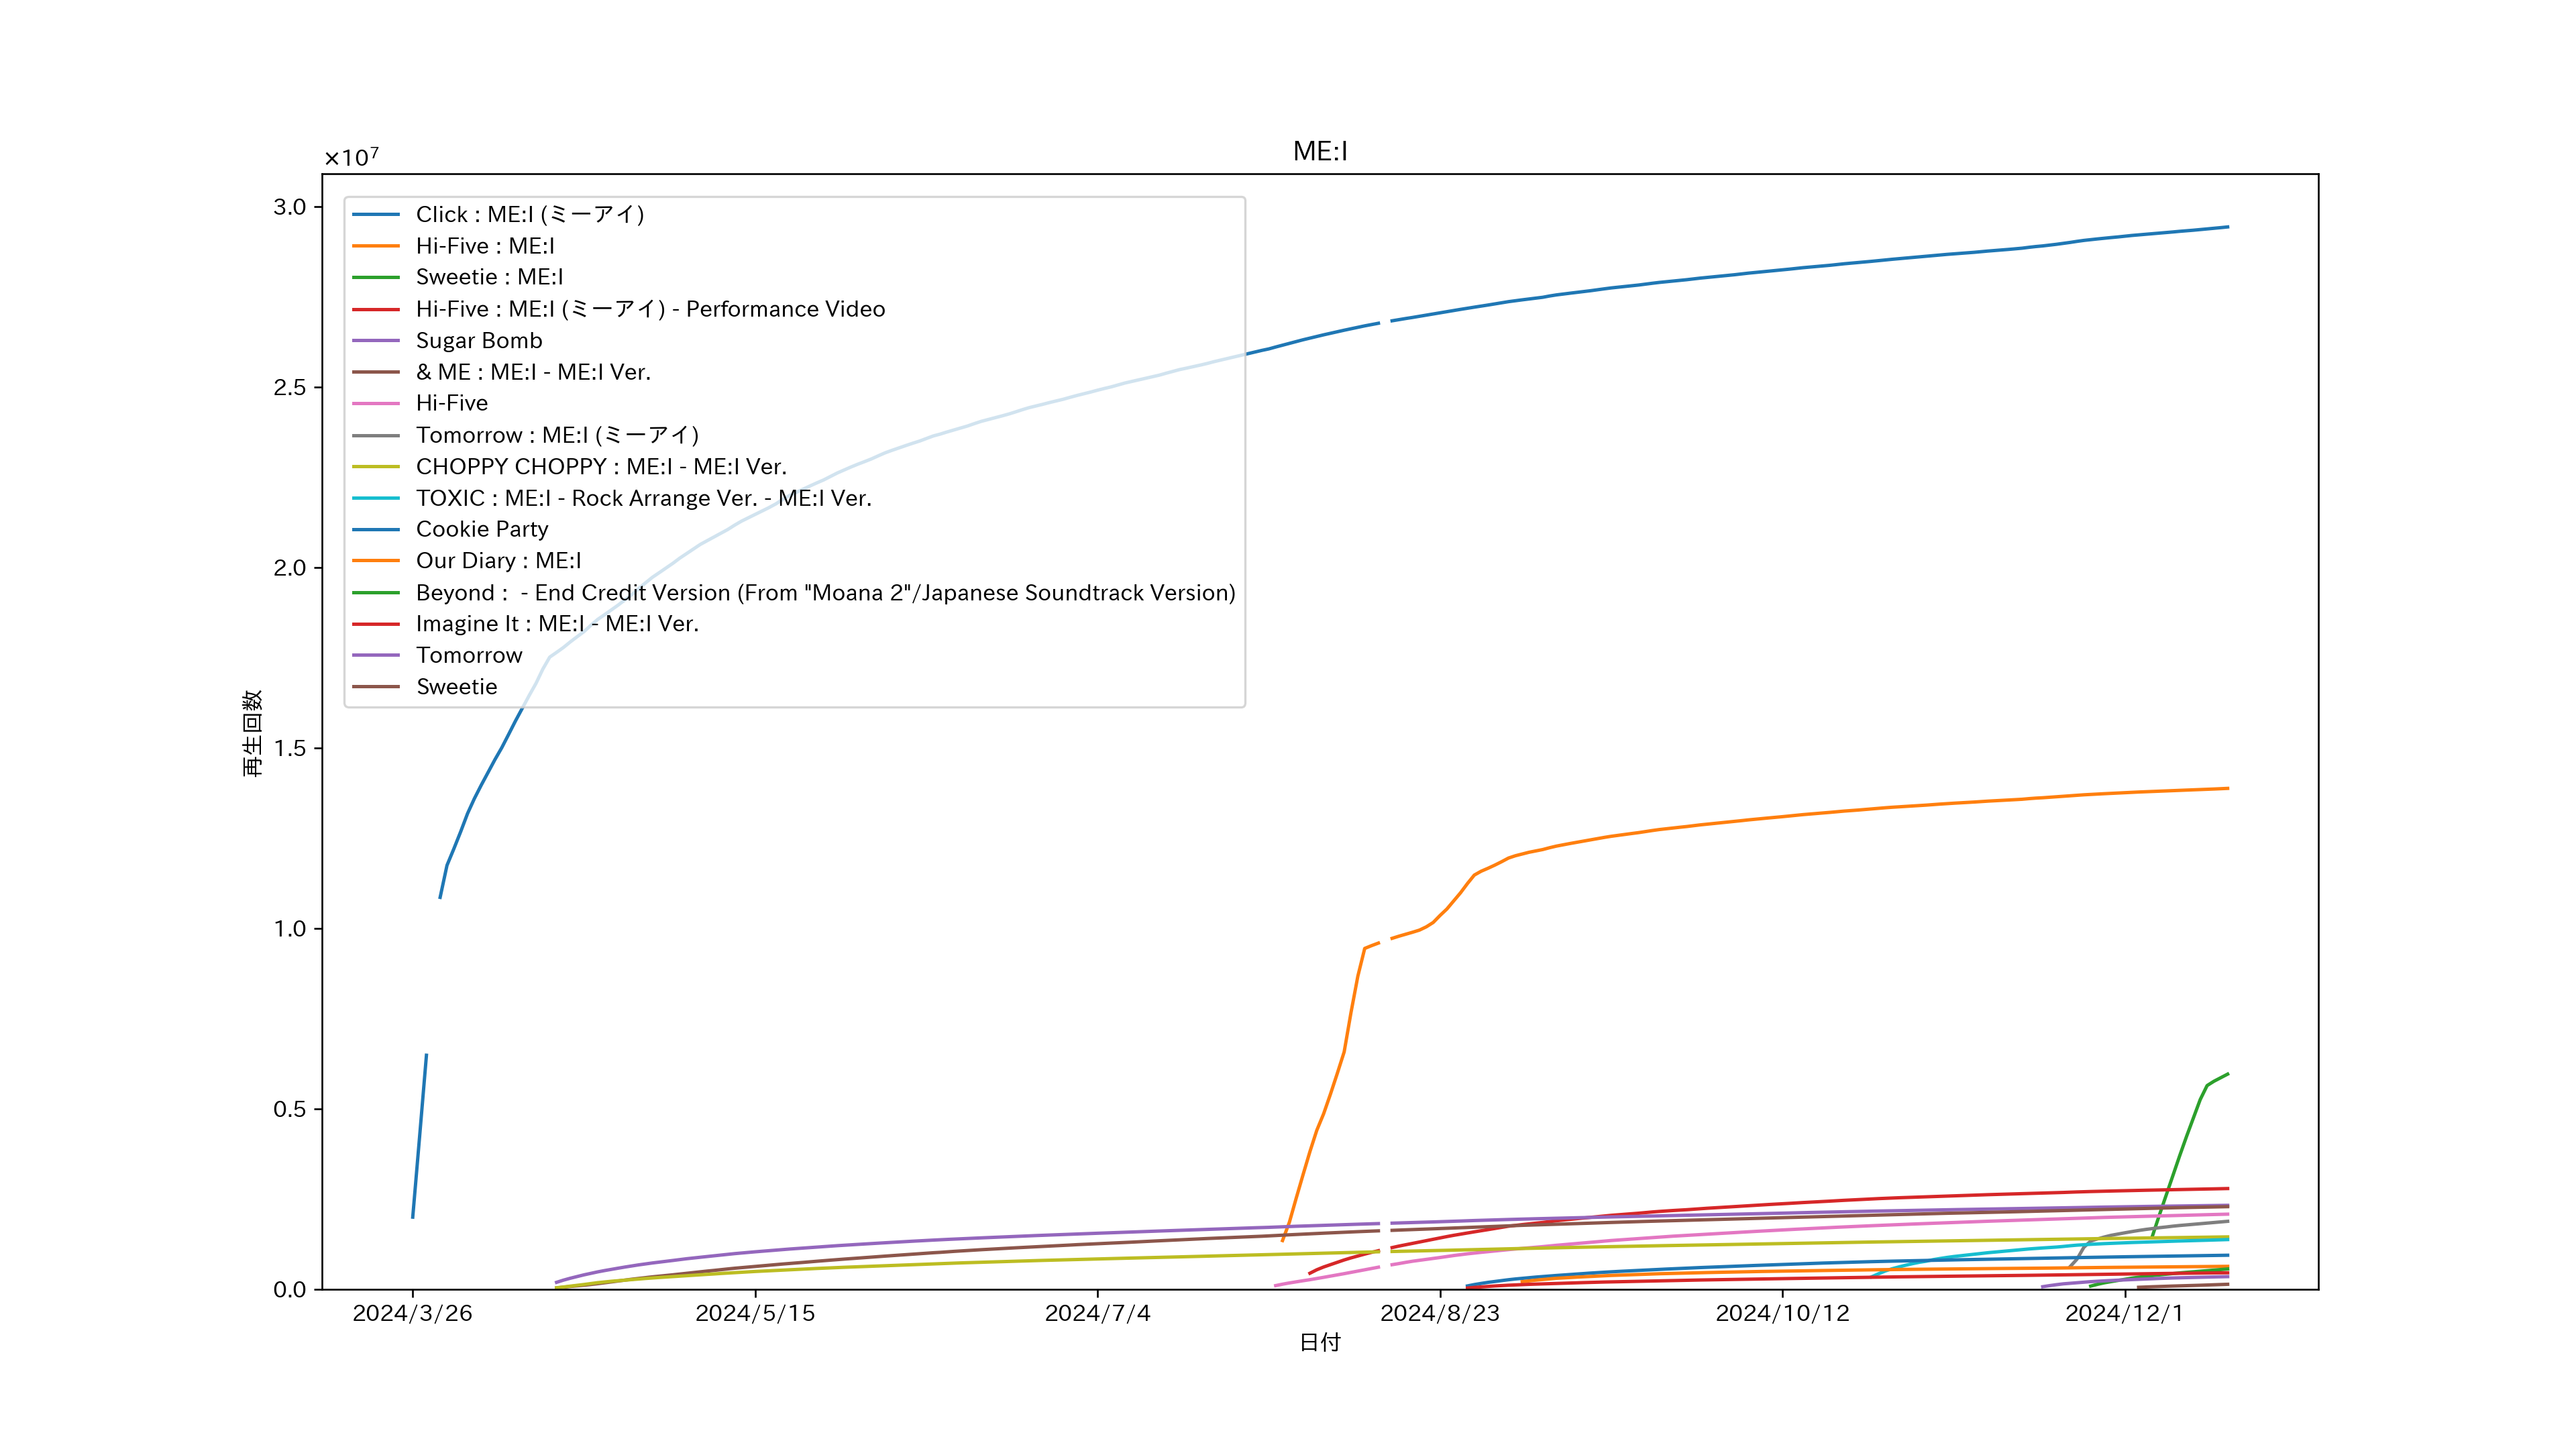 ME:I
×10⁷
3.0
2.5
2.0
1.5
1.0
0.5
0.0
再生回数
Click : ME:I (ミーアイ)
Hi-Five : ME:I
Sweetie : ME:I
Hi-Five : ME:I (ミーアイ) - Performance Video
Sugar Bomb
& ME : ME:I - ME:I Ver.
Hi-Five
Tomorrow : ME:I (ミーアイ)
CHOPPY CHOPPY : ME:I - ME:I Ver.
TOXIC : ME:I - Rock Arrange Ver. - ME:I Ver.
Cookie Party
Our Diary : ME:I
Beyond :  - End Credit Version (From "Moana 2"/Japanese Soundtrack Version)
Imagine It : ME:I - ME:I Ver.
Tomorrow
Sweetie
2024/3/26
2024/5/15
2024/7/4
2024/8/23
2024/10/12
2024/12/1
日付